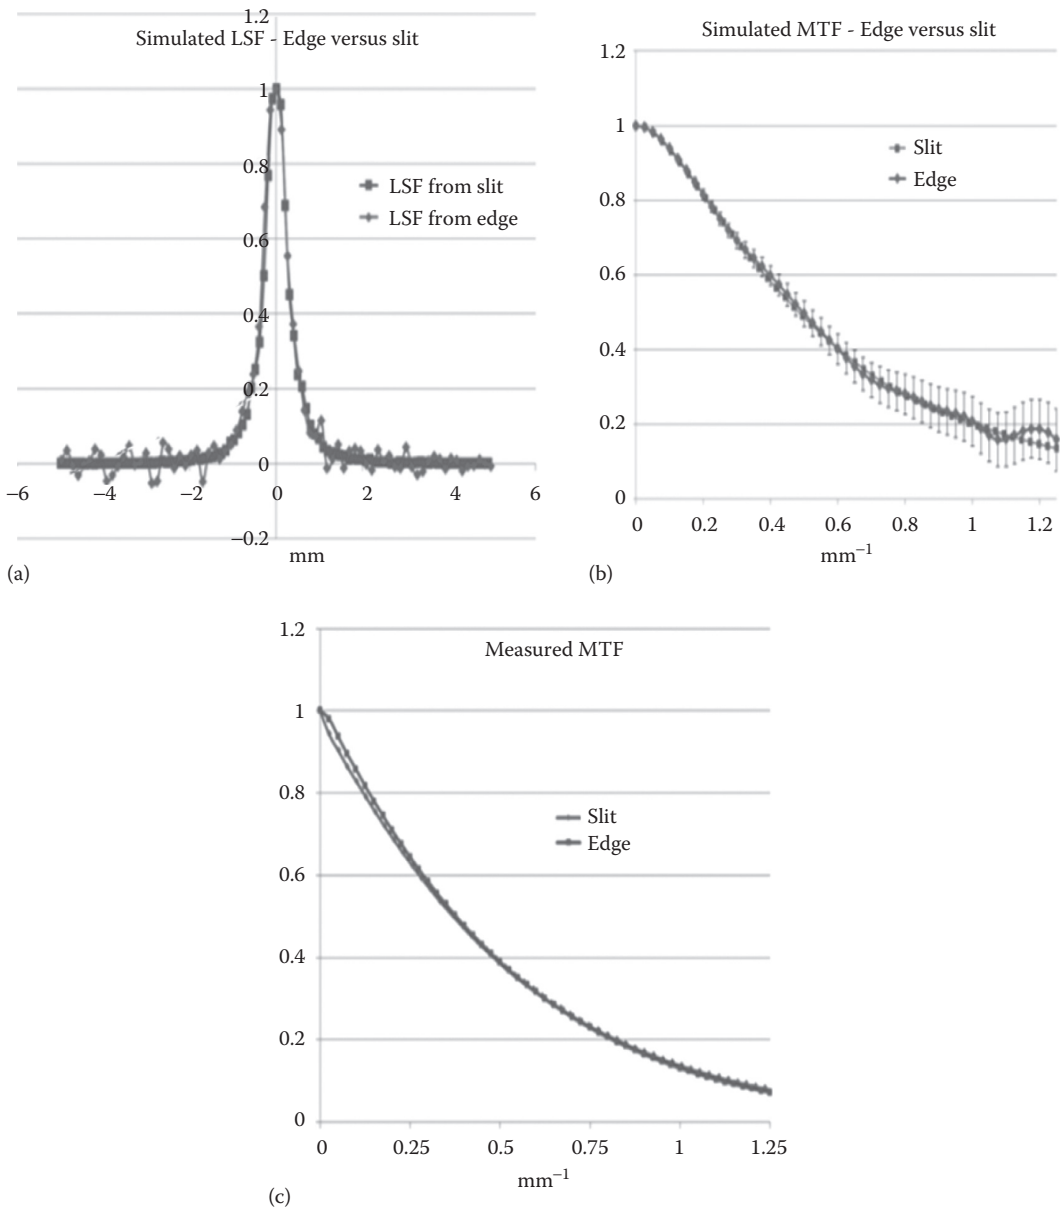 1.2
Simulated LSF - Edge versus slit
1
0.8
LSF from slit
LSF from edge
0.6
0.4
0.2
0
−6 −4 −2 0 2 4 6
−0.2
mm
(a)
Simulated MTF - Edge versus slit
1.2
1
Slit
Edge
0.8
0.6
0.4
0.2
0
0 0.2 0.4 0.6 0.8 1 1.2
mm⁻¹
(b)
1.2
Measured MTF
1
0.8
Slit
Edge
0.6
0.4
0.2
0
0 0.25 0.5 0.75 1 1.25
mm⁻¹
(c)